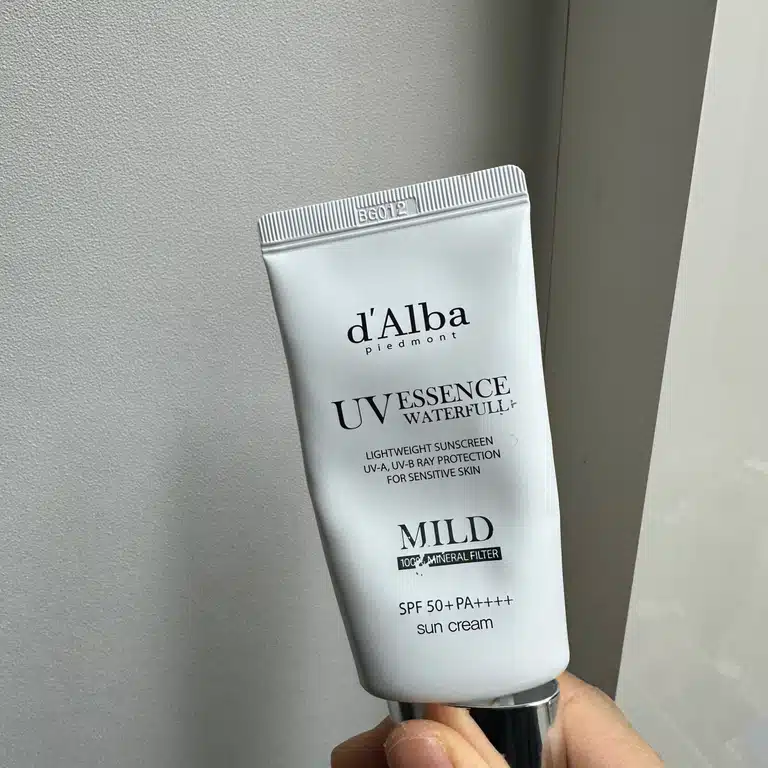 BG012
d'Alba
piedmont
UV ESSENCE
WATERFULL
LIGHTWEIGHT SUNSCREEN
UV-A, UV-B RAY PROTECTION
FOR SENSITIVE SKIN
MILD
100% MINERAL FILTER
SPF 50+PA++++
sun cream